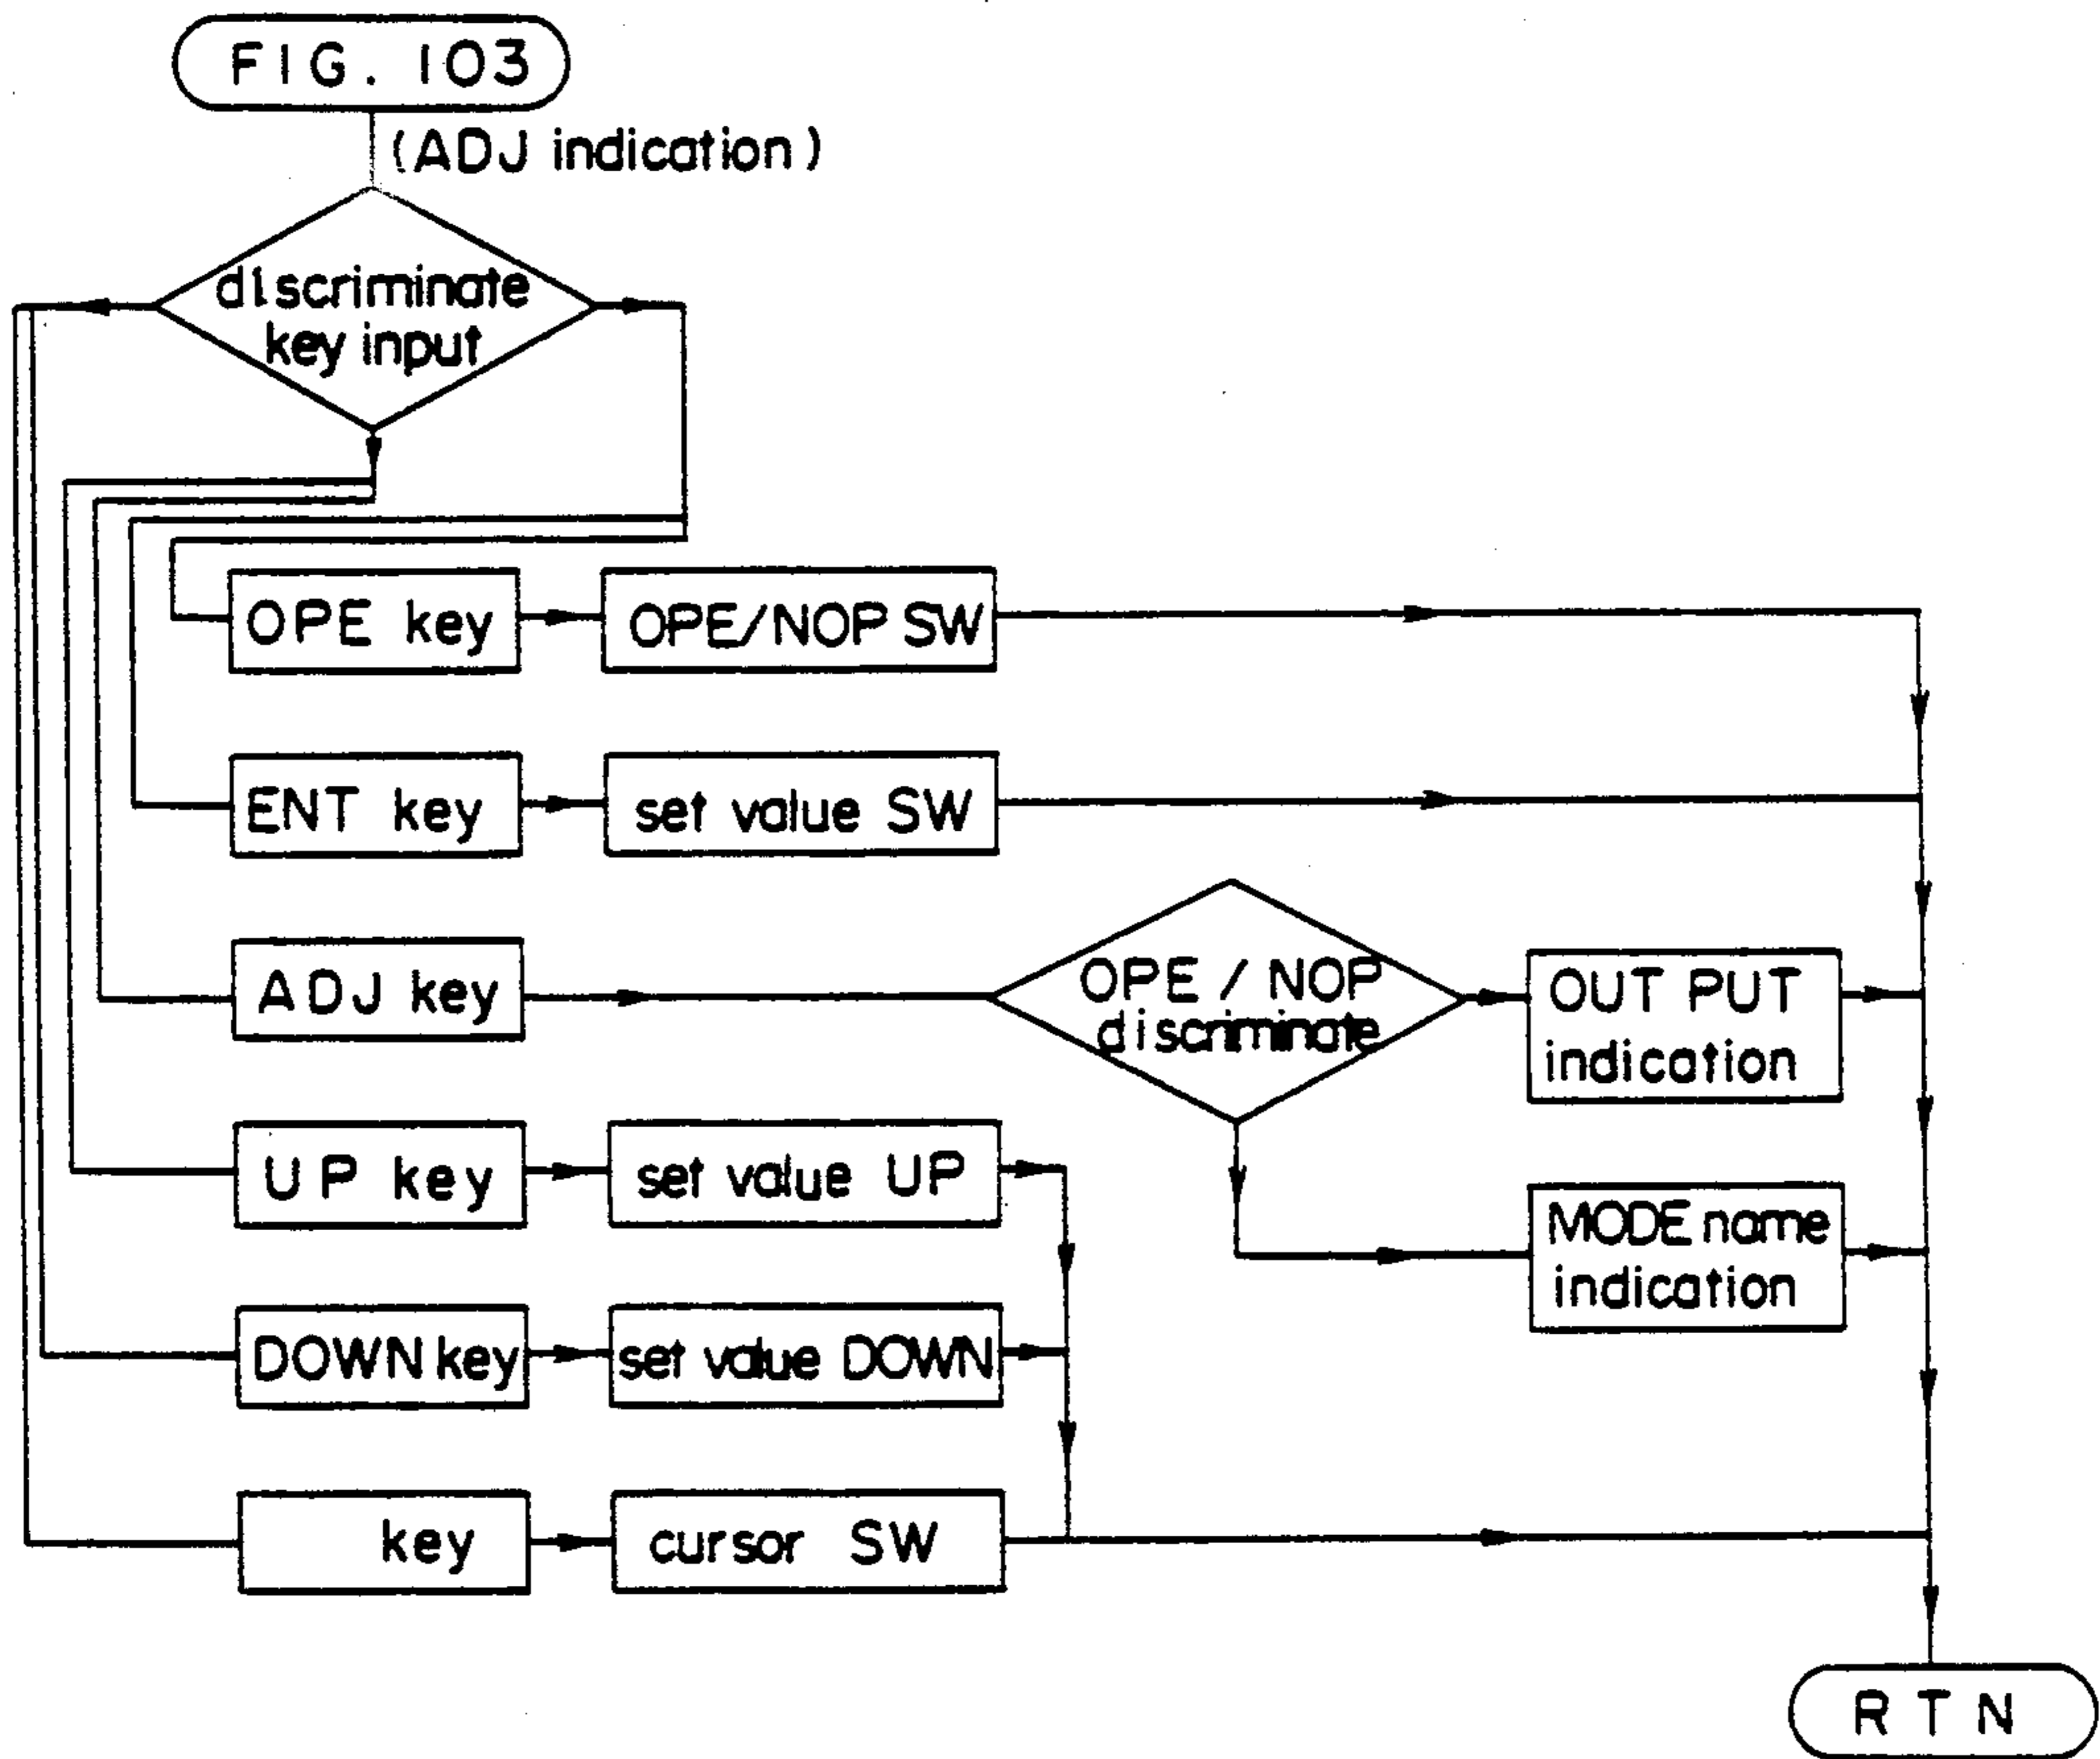 FIG. 103
(ADJ indication)
discriminate
key input
OPE key
OPE/NOP SW
ENT key
set value SW
ADJ key
OPE / NOP
discriminate
OUT PUT
indication
UP key
set value UP
MODE name
indication
DOWN key
set value DOWN
key
cursor SW
RTN